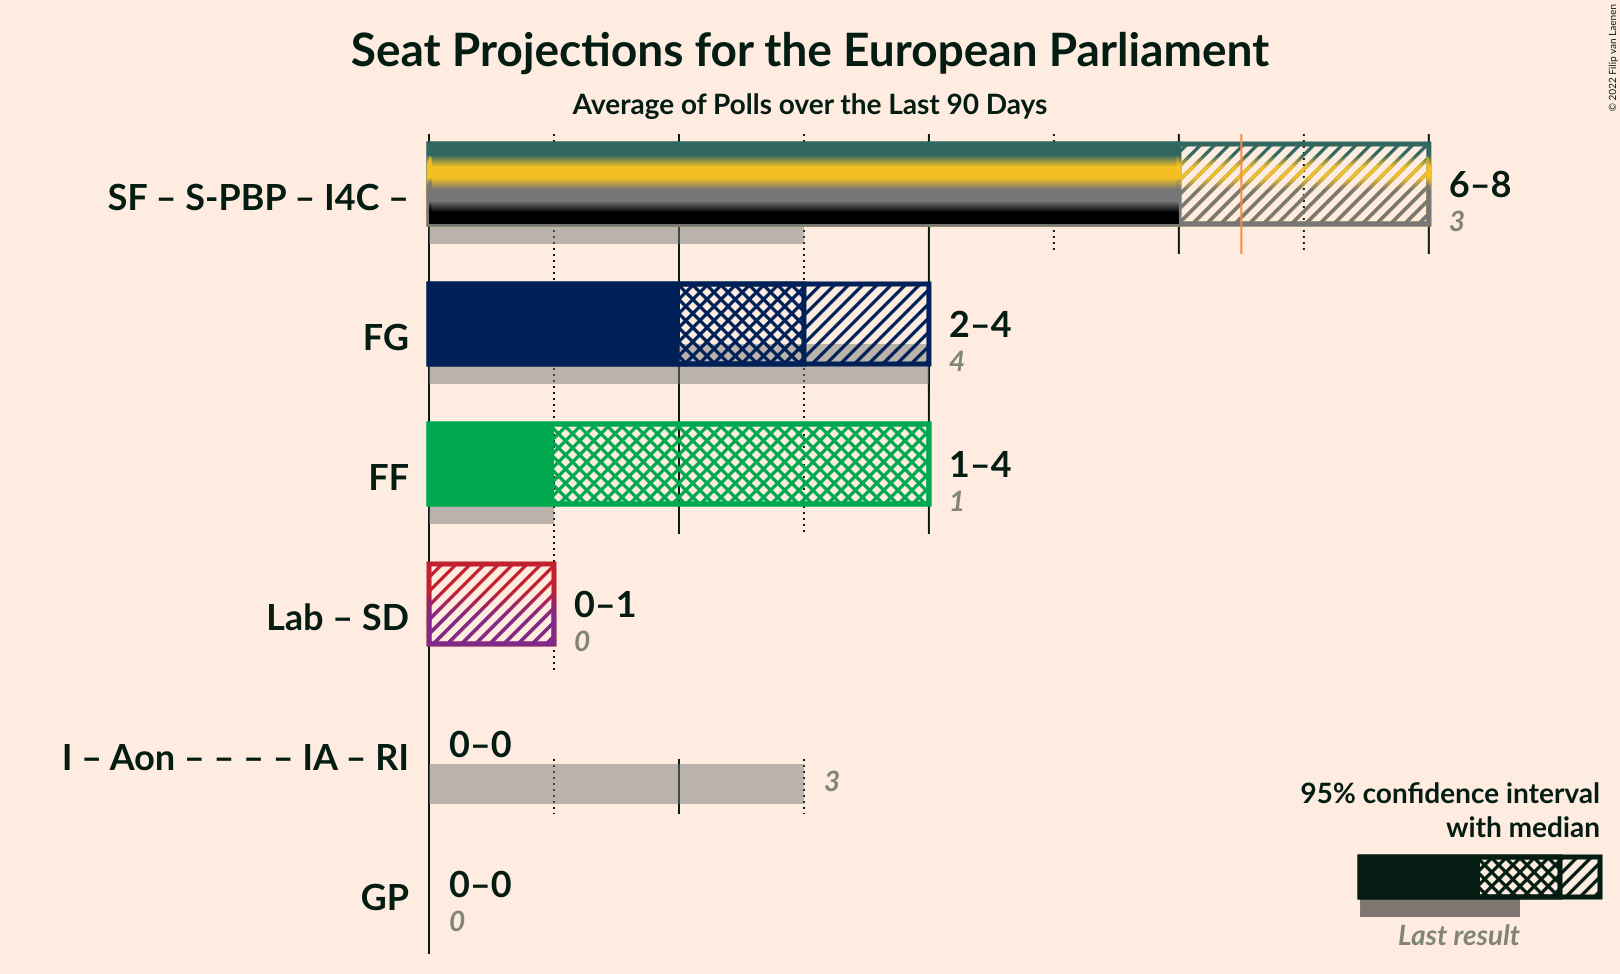 Seat Projections for the European Parliament
Average of Polls over the Last 90 Days
© 2022 Filip van Laenen
SF – S-PBP – I4C –
6–8
3
FG
2–4
4
FF
1–4
1
Lab – SD
0–1
0
I – Aon – – – – IA – RI
0–0
3
GP
0–0
0
95% confidence interval
with median
Last result